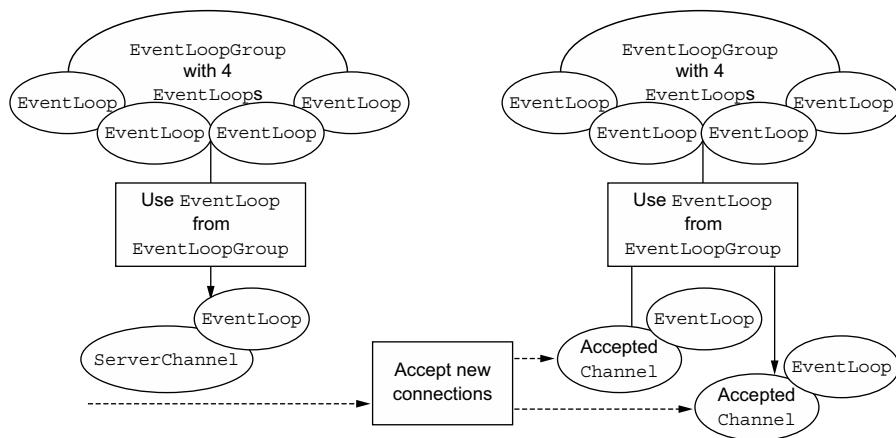 EventLoopGroup
with 4
EventLoops
EventLoop
EventLoop
EventLoop
EventLoop
Use EventLoop
from
EventLoopGroup
EventLoop
ServerChannel
Accept new
connections
EventLoopGroup
with 4
EventLoops
EventLoop
EventLoop
EventLoop
EventLoop
Use EventLoop
from
EventLoopGroup
EventLoop
Accepted
Channel
EventLoop
Accepted
Channel